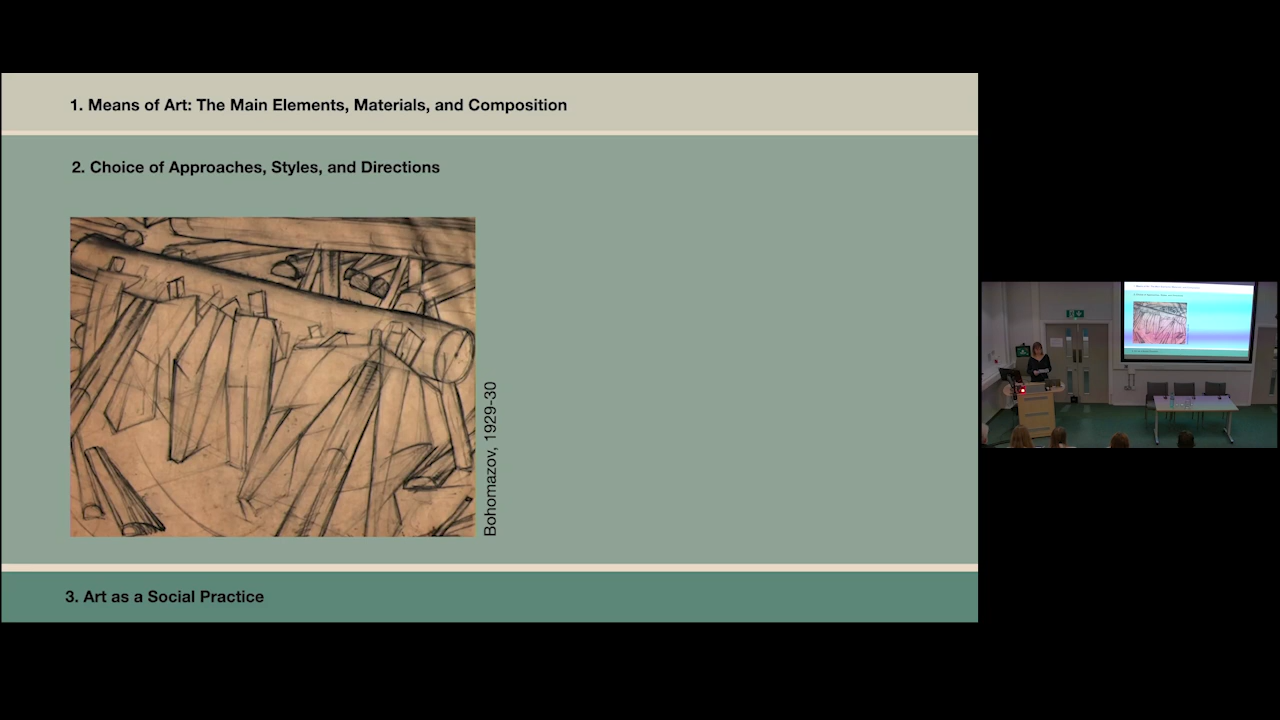 1. Means of Art: The Main Elements, Materials, and Composition
2. Choice of Approaches, Styles, and Directions
Bohomazov, 1929-30
3. Art as a Social Practice